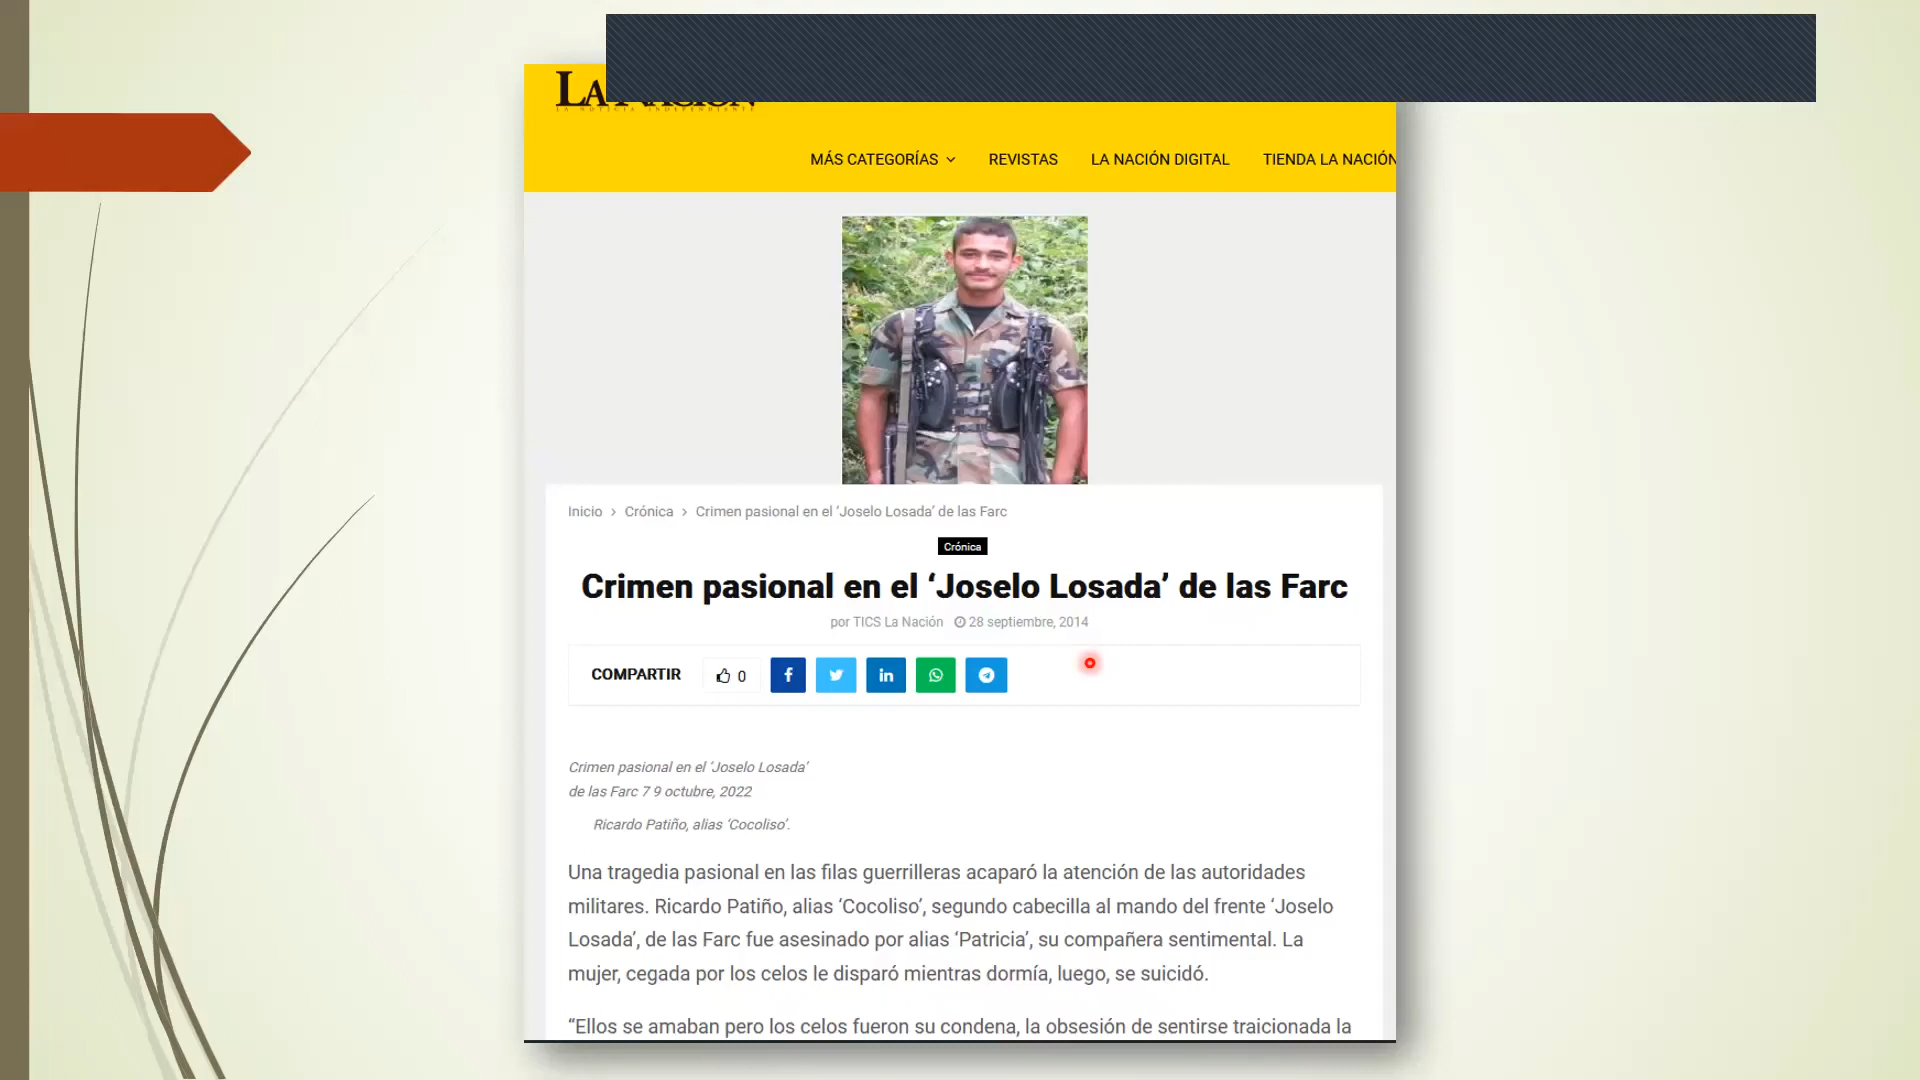 LA NACIÓN
LA NOTICIA INDEPENDIENTE
MÁS CATEGORÍAS REVISTAS LA NACIÓN DIGITAL TIENDA LA NACIÓN
Inicio › Crónica › Crimen pasional en el ‘Joselo Losada’ de las Farc
Crónica
Crimen pasional en el ‘Joselo Losada’ de las Farc
por TICS La Nación 28 septiembre, 2014
COMPARTIR 0
Crimen pasional en el ‘Joselo Losada’
de las Farc 7 9 octubre, 2022
Ricardo Patiño, alias ‘Cocoliso’.
Una tragedia pasional en las filas guerrilleras acaparó la atención de las autoridades
militares. Ricardo Patiño, alias ‘Cocoliso’, segundo cabecilla al mando del frente ‘Joselo
Losada’, de las Farc fue asesinado por alias ‘Patricia’, su compañera sentimental. La
mujer, cegada por los celos le disparó mientras dormía, luego, se suicidó.
“Ellos se amaban pero los celos fueron su condena, la obsesión de sentirse traicionada la